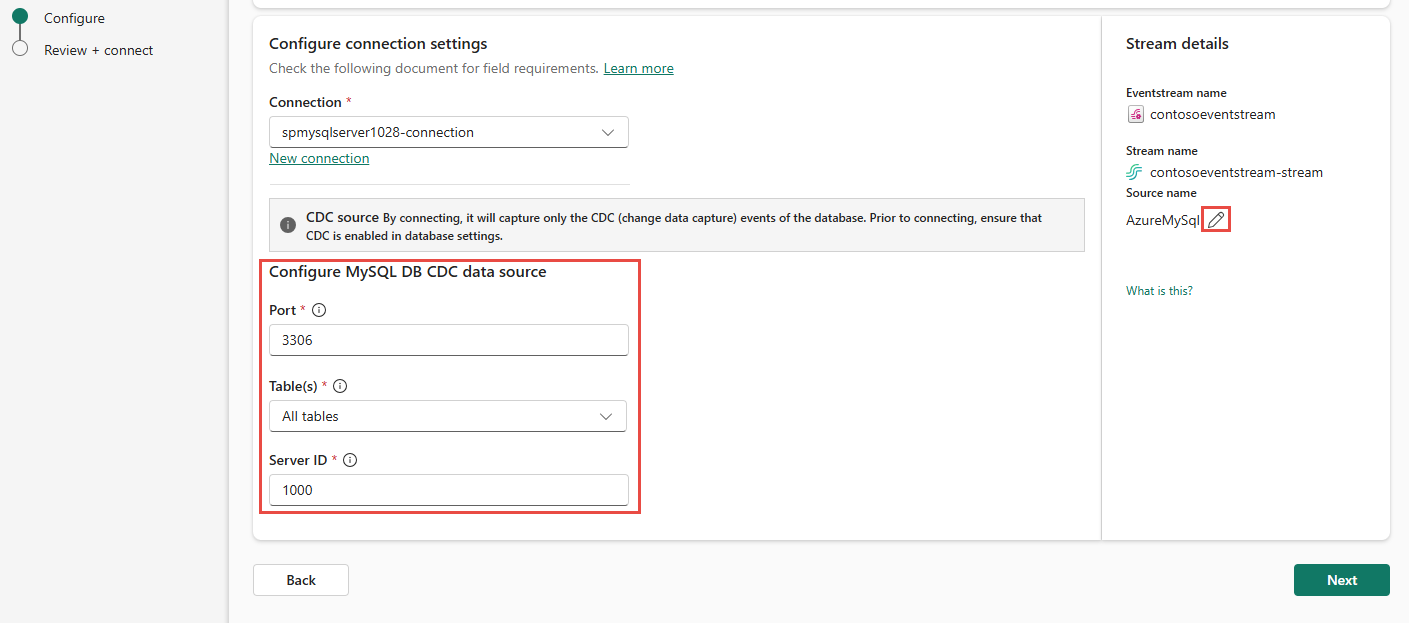 Configure
Review + connect
Configure connection settings
Check the following document for field requirements. Learn more
Connection *
spmysqlserver1028-connection
New connection
CDC source By connecting, it will capture only the CDC (change data capture) events of the database. Prior to connecting, ensure that
CDC is enabled in database settings.
Configure MySQL DB CDC data source
Port *
3306
Table(s) *
All tables
Server ID *
1000
Back
Stream details
Eventstream name
contosoeventstream
Stream name
contosoeventstream-stream
Source name
AzureMySql
What is this?
Next